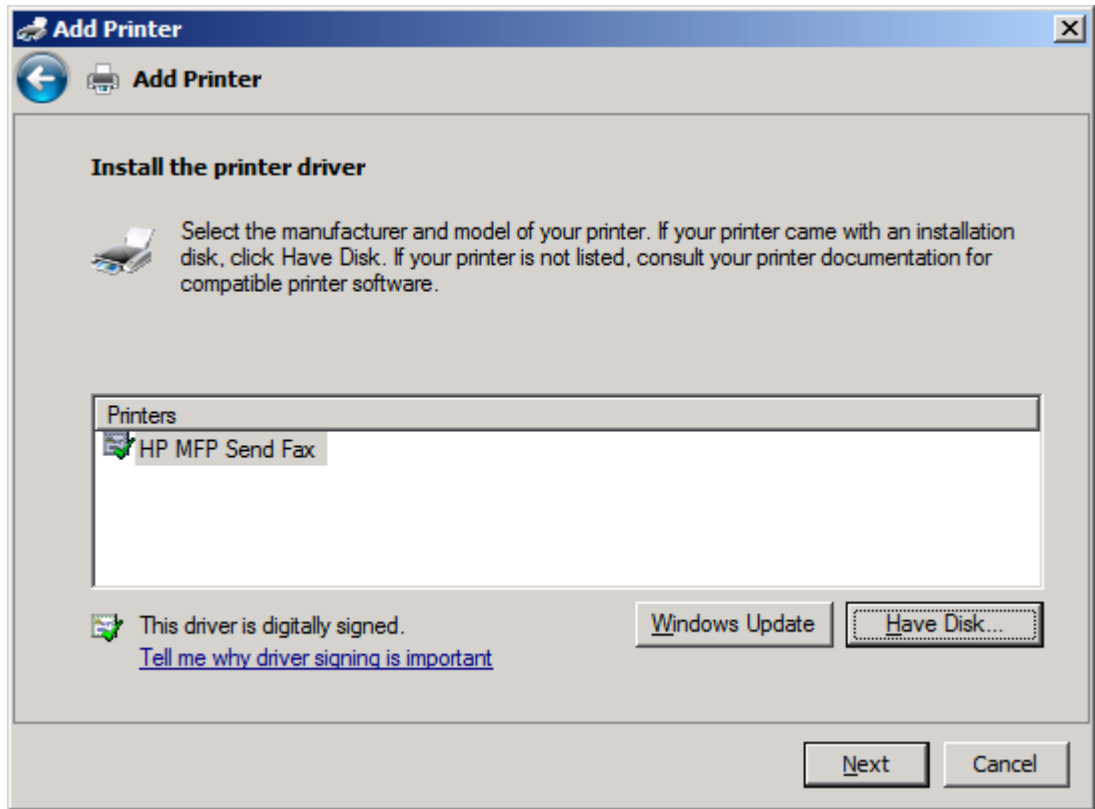 Add Printer
Add Printer
Install the printer driver
Select the manufacturer and model of your printer. If your printer came with an installation
disk, click Have Disk. If your printer is not listed, consult your printer documentation for
compatible printer software.
Printers
HP MFP Send Fax
This driver is digitally signed.
Windows Update
Have Disk...
Tell me why driver signing is important
Next
Cancel